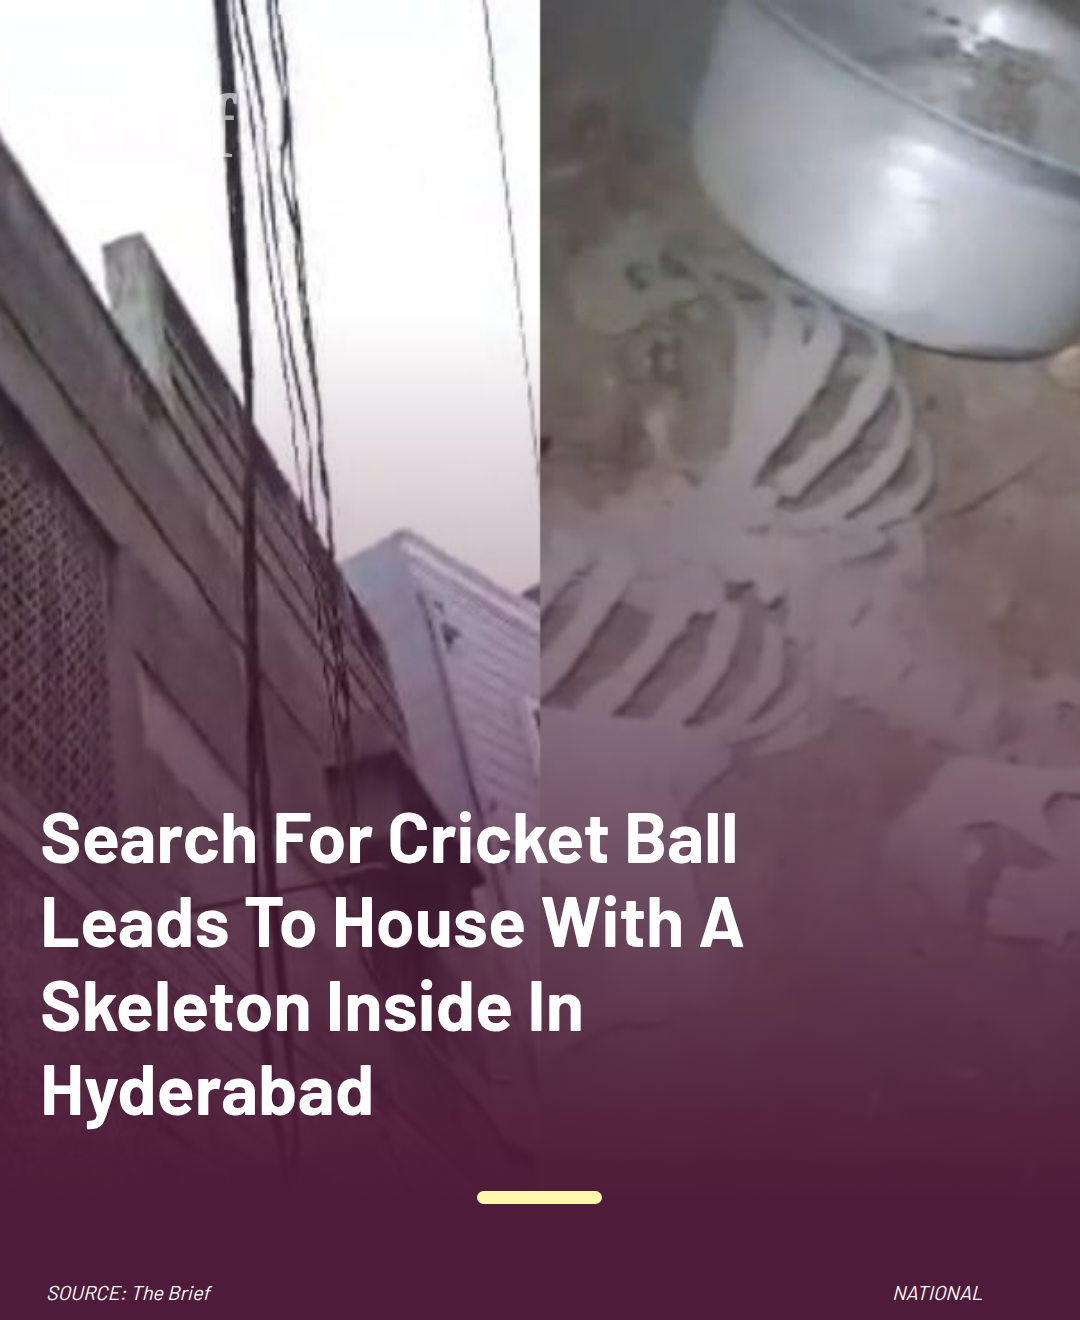 Search For Cricket Ball
Leads To House With A
Skeleton Inside In
Hyderabad
SOURCE: The Brief
NATIONAL